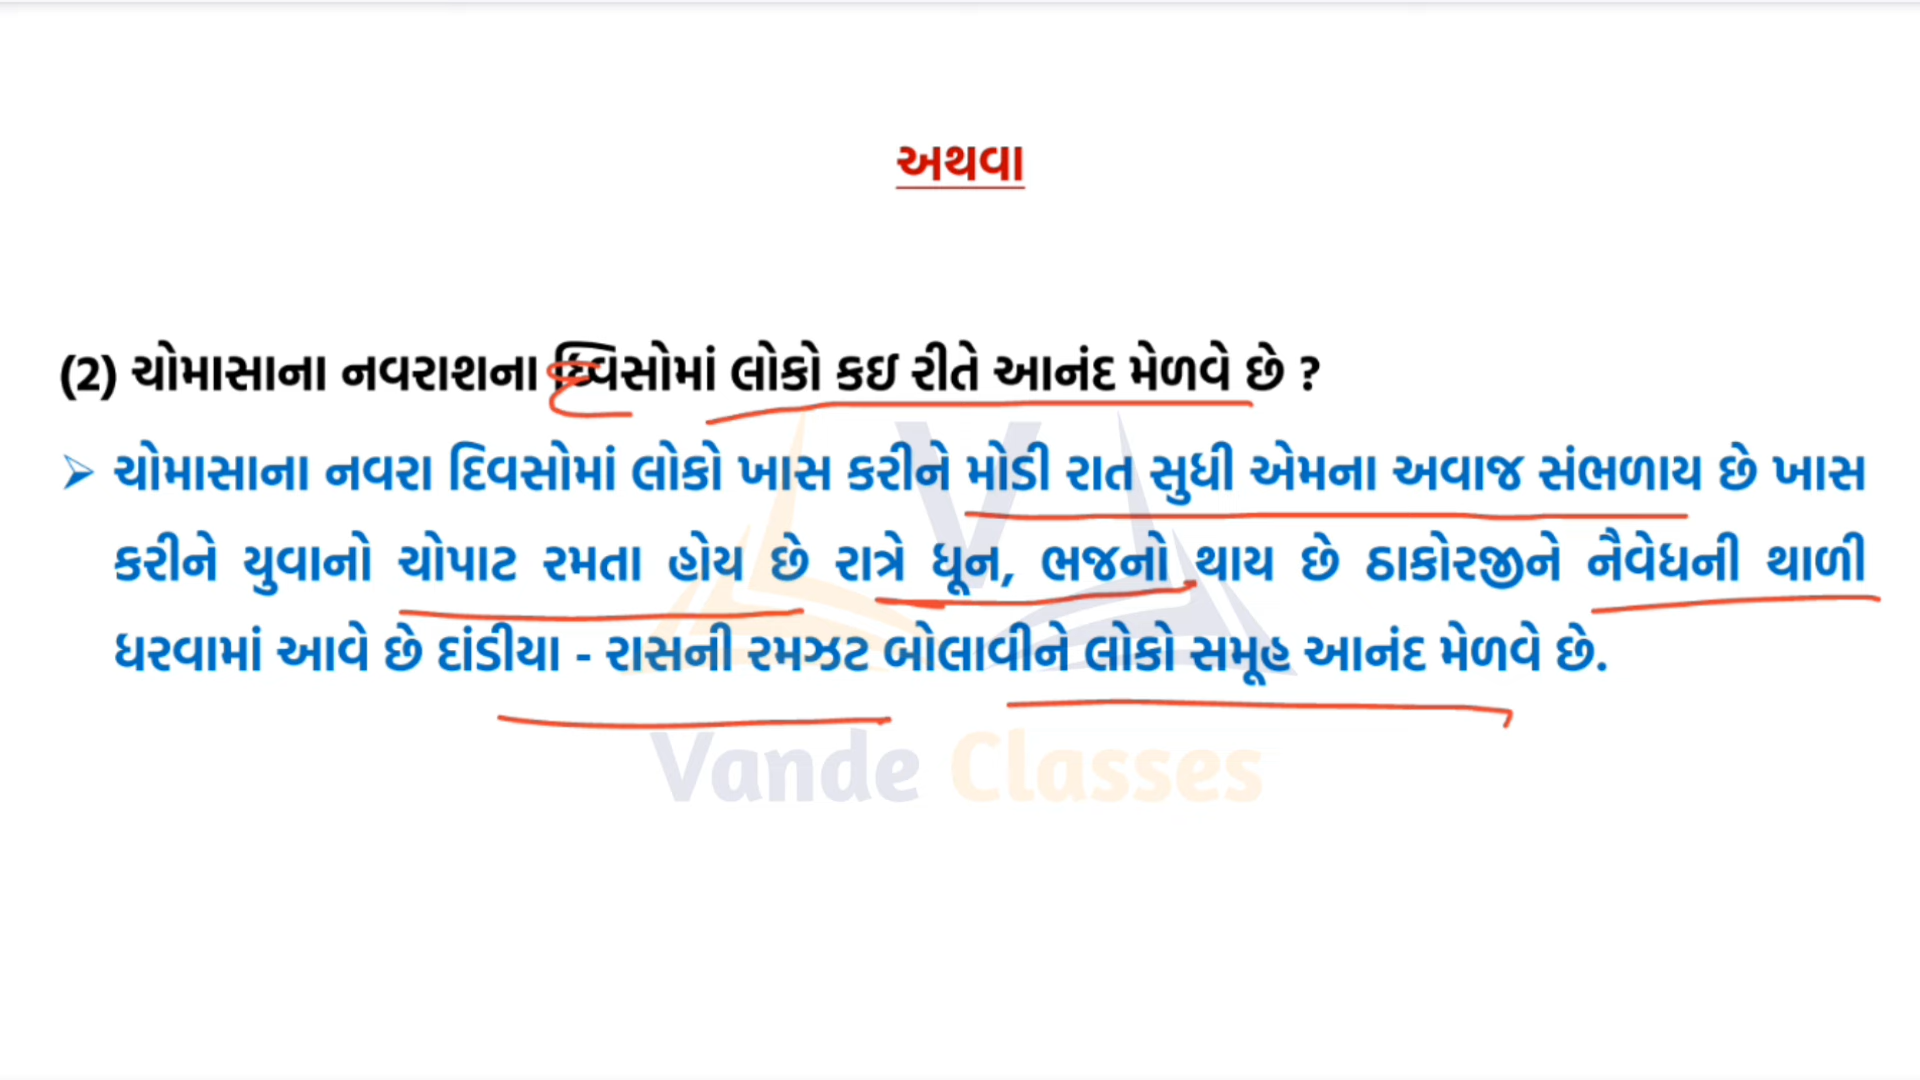 અથવા
(2) ચોમાસાના નવરાશના દિવસોમાં લોકો કઇ રીતે આનંદ મેળવે છે ?
➢ ચોમાસાના નવરા દિવસોમાં લોકો ખાસ કરીને મોડી રાત સુધી એમના અવાજ સંભળાય છે ખાસ
કરીને યુવાનો ચોપાટ રમતા હોય છે રાત્રે ધૂન, ભજનો થાય છે ઠાકોરજીને નૈવેધની થાળી
ધરવામાં આવે છે દાંડીયા - રાસની રમઝટ બોલાવીને લોકો સમૂહ આનંદ મેળવે છે.
Vande Classes